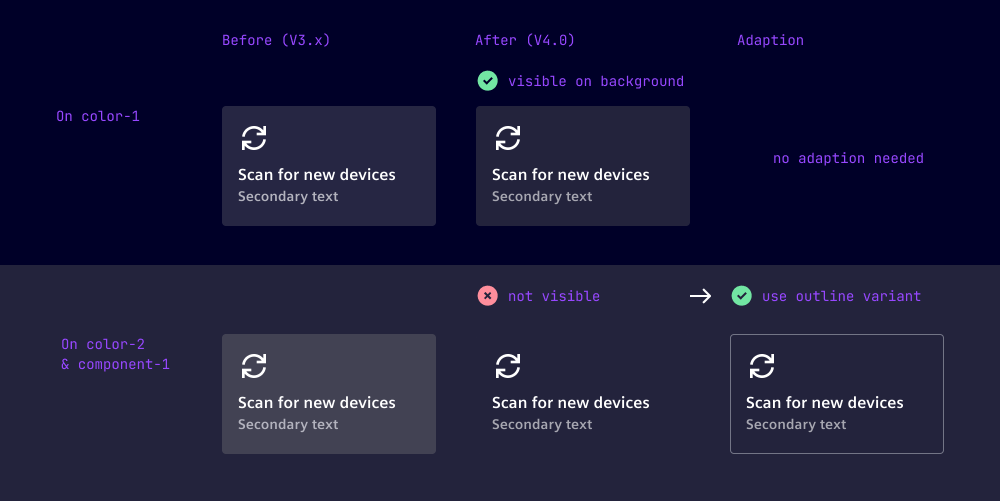 Before (V3.x)
After (V4.0)
Adaption
visible on background
On color-1
no adaption needed
Scan for new devices
Secondary text
Scan for new devices
Secondary text
not visible
use outline variant
On color-2
& component-1
Scan for new devices
Secondary text
Scan for new devices
Secondary text
Scan for new devices
Secondary text